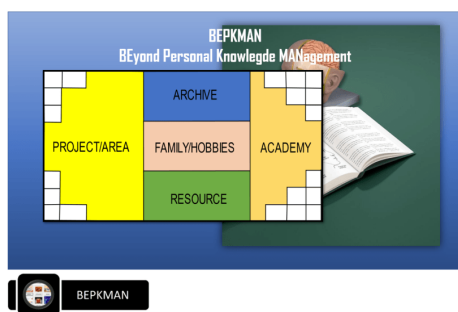 BEPKMAN
BEyond Personal Knowlegde MANagement
ARCHIVE
PROJECT/AREA
FAMILY/HOBBIES
ACADEMY
RESOURCE
BEPKMAN